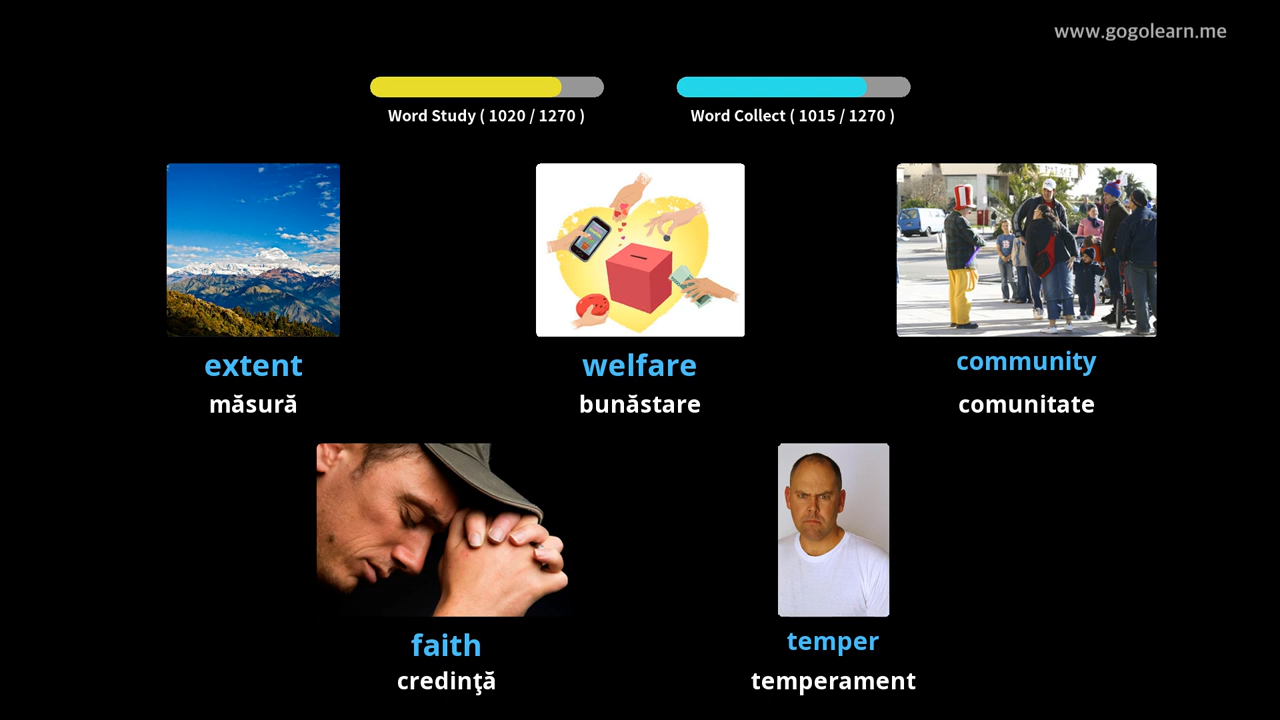 www.gogolearn.me
Word Study ( 1020 / 1270 )
Word Collect ( 1015 / 1270 )
extent
măsură
welfare
bunăstare
community
comunitate
faith
credinţă
temper
temperament